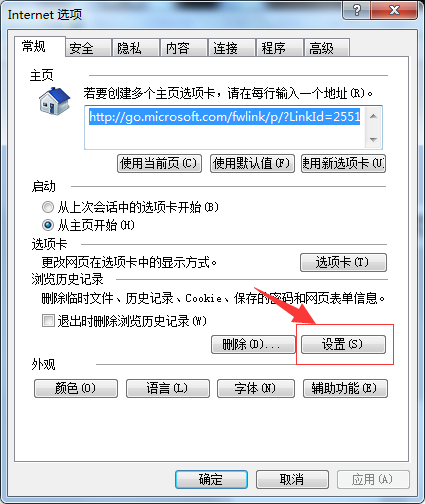 Internet 选项
常规 安全 隐私 内容 连接 程序 高级
主页
若要创建多个主页选项卡，请在每行输入一个地址(R)。
http://go.microsoft.com/fwlink/p/?LinkId=2551
使用当前页(C) 使用默认值(F) 使用新选项卡(U
启动
从上次会话中的选项卡开始(B)
从主页开始(H)
选项卡
更改网页在选项卡中的显示方式。 选项卡(T)
浏览历史记录
删除临时文件、历史记录、Cookie、保存的密码和网页表单信息。
退出时删除浏览历史记录(W)
删除(D)... 设置(S)
外观
颜色(O) 语言(L) 字体(N) 辅助功能(E)
确定 取消 应用(A)